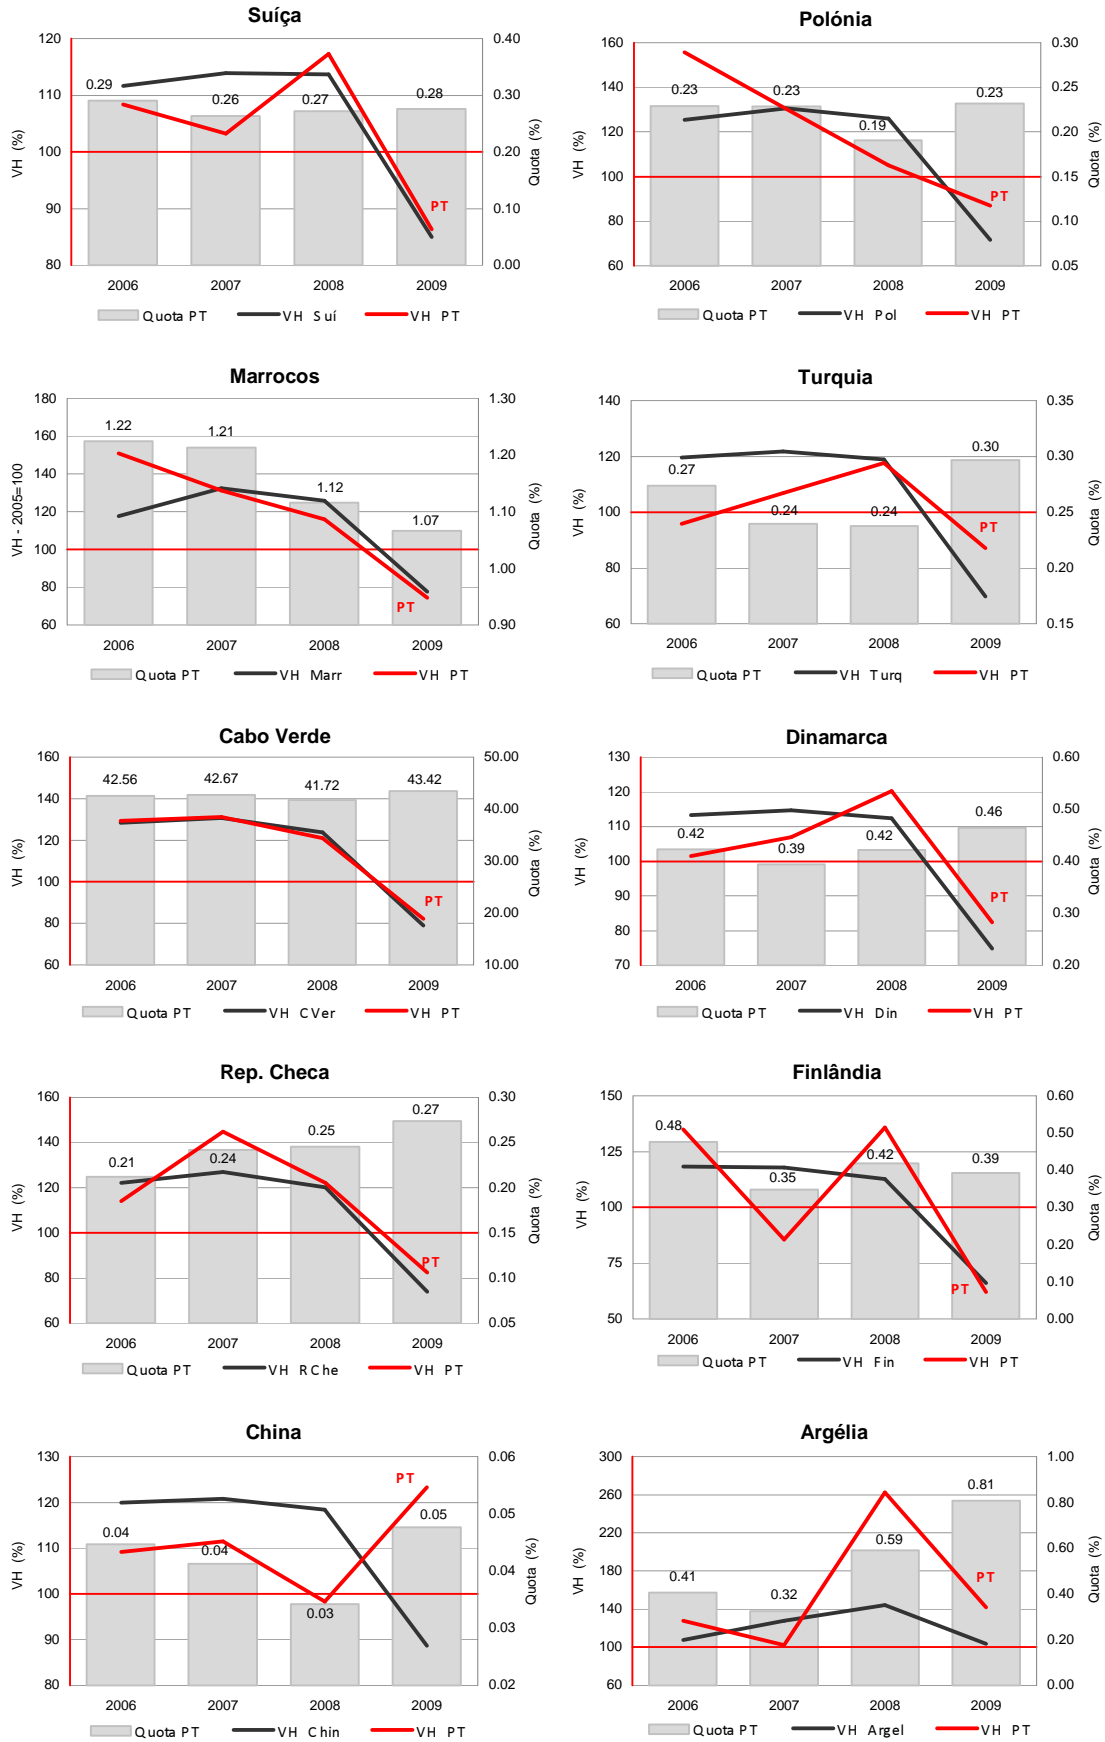 Suíça
120
110
100
90
80
VH (%)
0.40
0.30
0.20
0.10
0.00
Quota (%)
0.29
0.26
0.27
0.28
PT
2006 2007 2008 2009
Quota PT VH Suí VH PT
Polónia
160
140
120
100
80
60
VH (%)
0.30
0.25
0.20
0.15
0.10
0.05
Quota (%)
0.23
0.23
0.19
0.23
PT
2006 2007 2008 2009
Quota PT VH Pol VH PT
Marrocos
180
160
140
120
100
80
60
VH - 2005=100
1.30
1.20
1.10
1.00
0.90
Quota (%)
1.22
1.21
1.12
1.07
PT
2006 2007 2008 2009
Quota PT VH Marr VH PT
Turquia
140
120
100
80
60
VH (%)
0.35
0.30
0.25
0.20
0.15
Quota (%)
0.27
0.24
0.24
0.30
PT
2006 2007 2008 2009
Quota PT VH Turq VH PT
Cabo Verde
160
140
120
100
80
60
VH (%)
50.00
40.00
30.00
20.00
10.00
Quota (%)
42.56
42.67
41.72
43.42
PT
2006 2007 2008 2009
Quota PT VH CVer VH PT
Dinamarca
130
120
110
100
90
80
70
VH (%)
0.60
0.50
0.40
0.30
0.20
Quota (%)
0.42
0.39
0.42
0.46
PT
2006 2007 2008 2009
Quota PT VH Din VH PT
Rep. Checa
160
140
120
100
80
60
VH (%)
0.30
0.25
0.20
0.15
0.10
0.05
Quota (%)
0.21
0.24
0.25
0.27
PT
2006 2007 2008 2009
Quota PT VH RChe VH PT
Finlândia
150
125
100
75
50
VH (%)
0.60
0.50
0.40
0.30
0.20
0.10
0.00
Quota (%)
0.48
0.35
0.42
0.39
PT
2006 2007 2008 2009
Quota PT VH Fin VH PT
China
130
120
110
100
90
80
VH (%)
0.06
0.05
0.04
0.03
0.02
Quota (%)
0.04
0.04
0.03
0.05
PT
2006 2007 2008 2009
Quota PT VH Chin VH PT
Argélia
300
260
220
180
140
100
60
VH (%)
1.00
0.80
0.60
0.40
0.20
0.00
Quota (%)
0.41
0.32
0.59
0.81
PT
2006 2007 2008 2009
Quota PT VH Argel VH PT